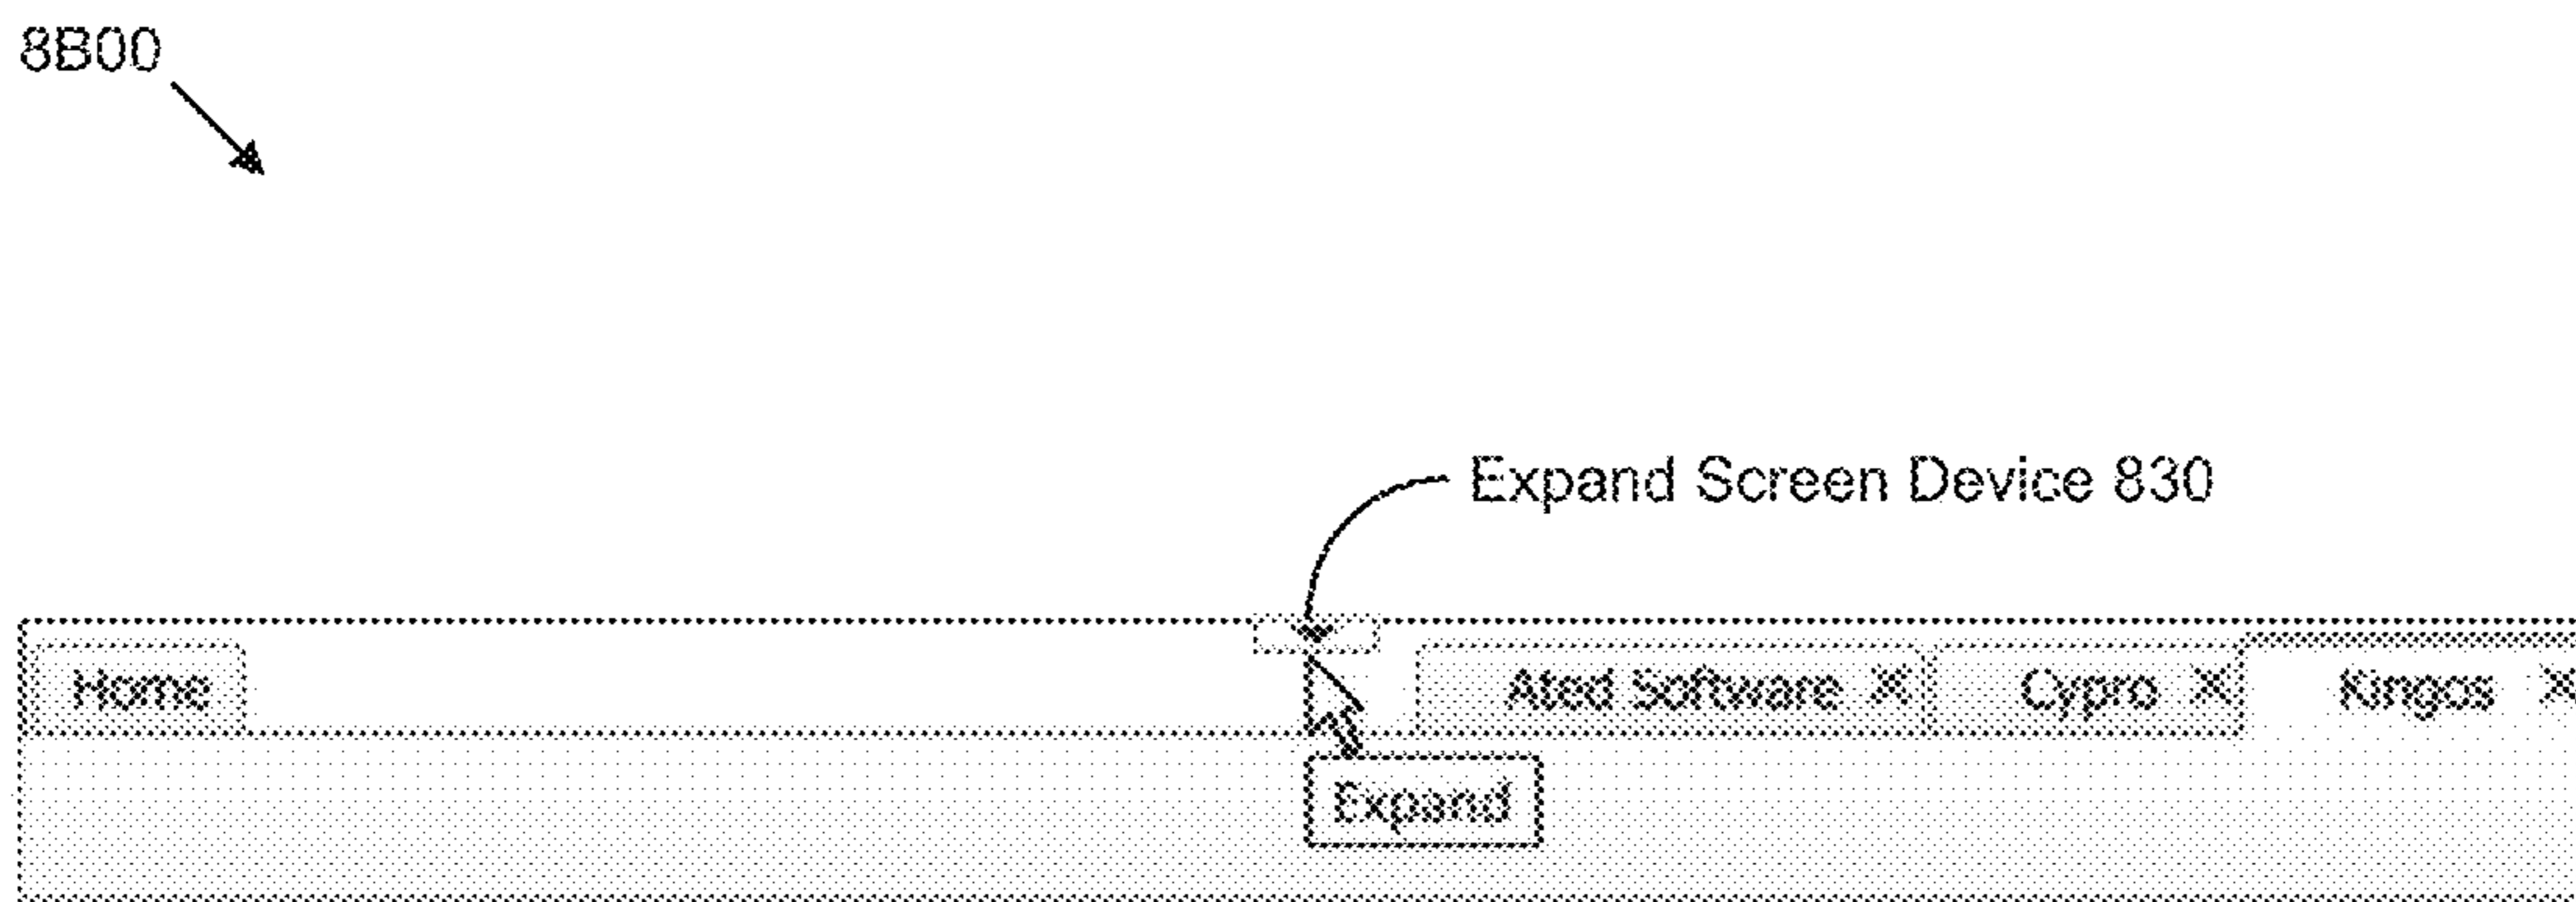 8B00
Expand Screen Device 830
Home Ated Software × Cypro × Kingos ×
Expand